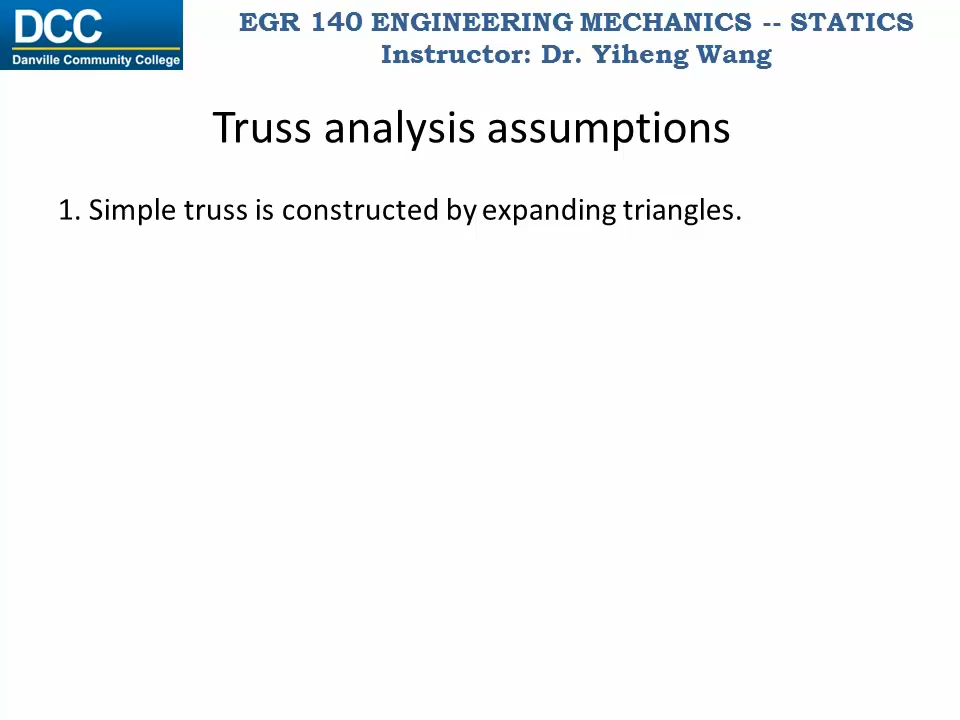 DCC
Danville Community College
EGR 140 ENGINEERING MECHANICS -- STATICS
Instructor: Dr. Yiheng Wang
Truss analysis assumptions
1. Simple truss is constructed by expanding triangles.